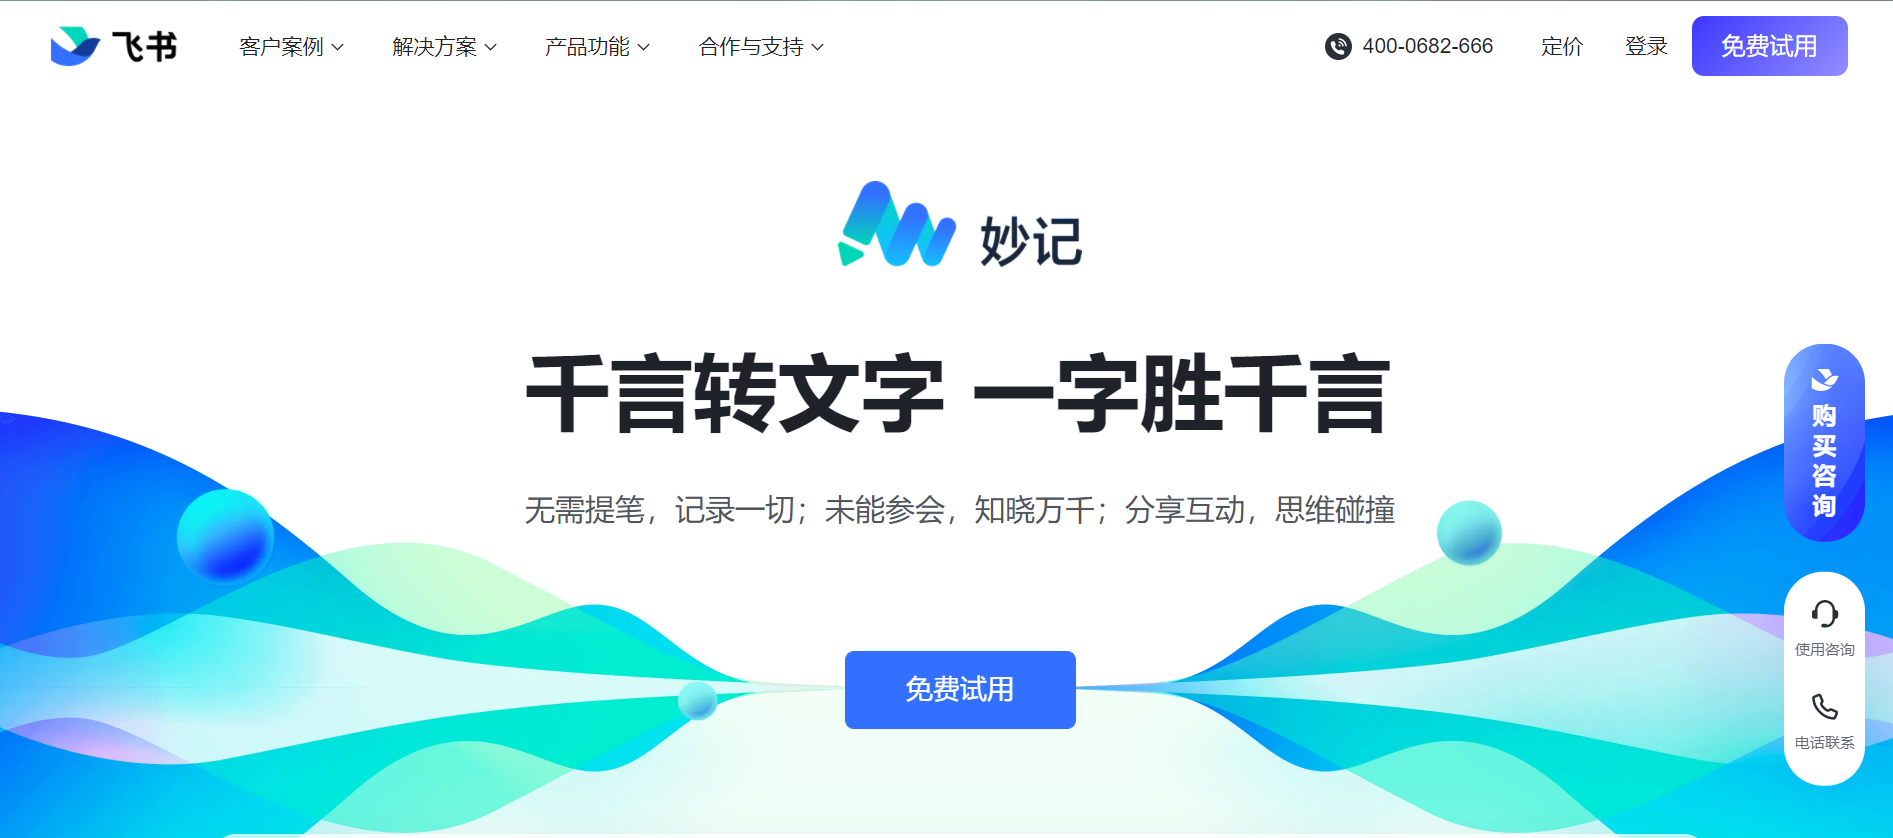 飞书
客户案例
解决方案
产品功能
合作与支持
400-0682-666
定价
登录
免费试用
妙记
千言转文字 一字胜千言
无需提笔，记录一切；未能参会，知晓万千；分享互动，思维碰撞
免费试用
购买咨询
使用咨询
电话联系